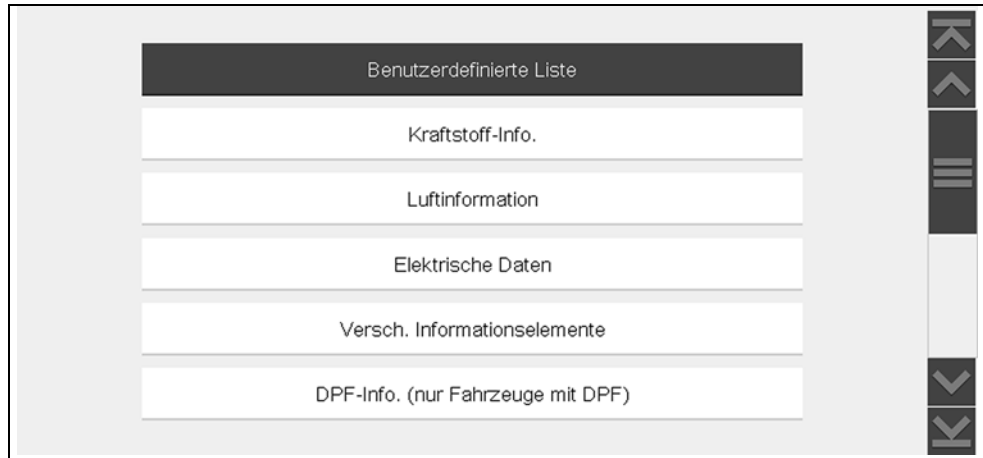 Benutzerdefinierte Liste
Kraftstoff-Info.
Luftinformation
Elektrische Daten
Versch. Informationselemente
DPF-Info. (nur Fahrzeuge mit DPF)